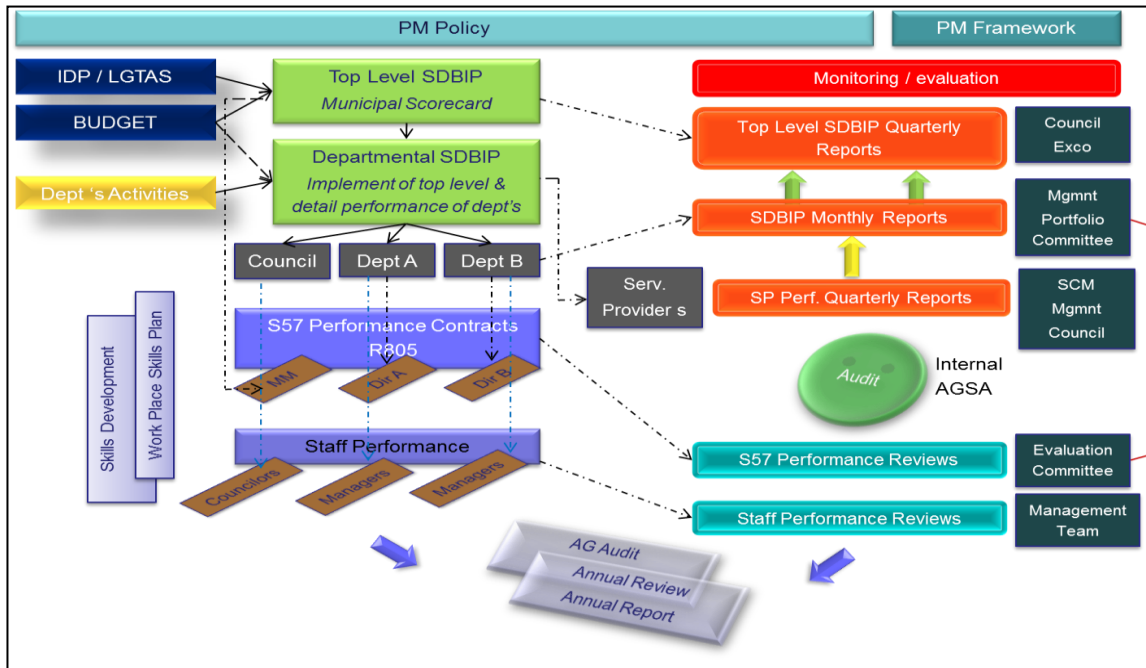 PM Policy
PM Framework
IDP / LGTAS
BUDGET
Dept 's Activities
Top Level SDBIP
Municipal Scorecard
Departmental SDBIP
Implement of top level &
detail performance of dept's
Council
Dept A
Dept B
Serv.
Provider s
S57 Performance Contracts
R805
MM
Dir A
Dir B
Staff Performance
Councilors
Managers
Managers
Skills Development
Work Place Skills Plan
Monitoring / evaluation
Top Level SDBIP Quarterly
Reports
Council
Exco
SDBIP Monthly Reports
Mgmnt
Portfolio
Committee
SP Perf. Quarterly Reports
SCM
Mgmnt
Council
Audit
Internal
AGSA
S57 Performance Reviews
Evaluation
Committee
Staff Performance Reviews
Management
Team
AG Audit
Annual Review
Annual Report